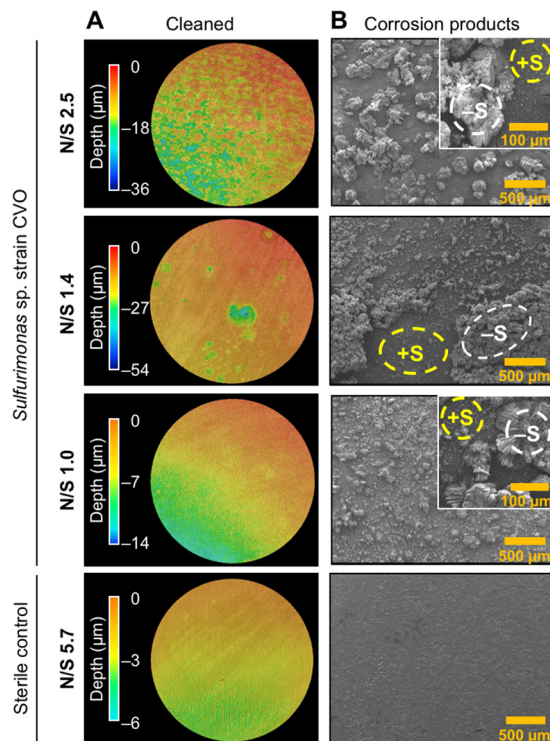 A Cleaned
B Corrosion products
Sulfurimonas sp. strain CVO
N/S 2.5
Depth (µm)
0
–18
–36
+S
–S
100 µm
500 µm
N/S 1.4
Depth (µm)
0
–27
–54
+S
–S
500 µm
N/S 1.0
Depth (µm)
0
–7
–14
+S
–S
100 µm
500 µm
Sterile control
N/S 5.7
Depth (µm)
0
–3
–6
500 µm